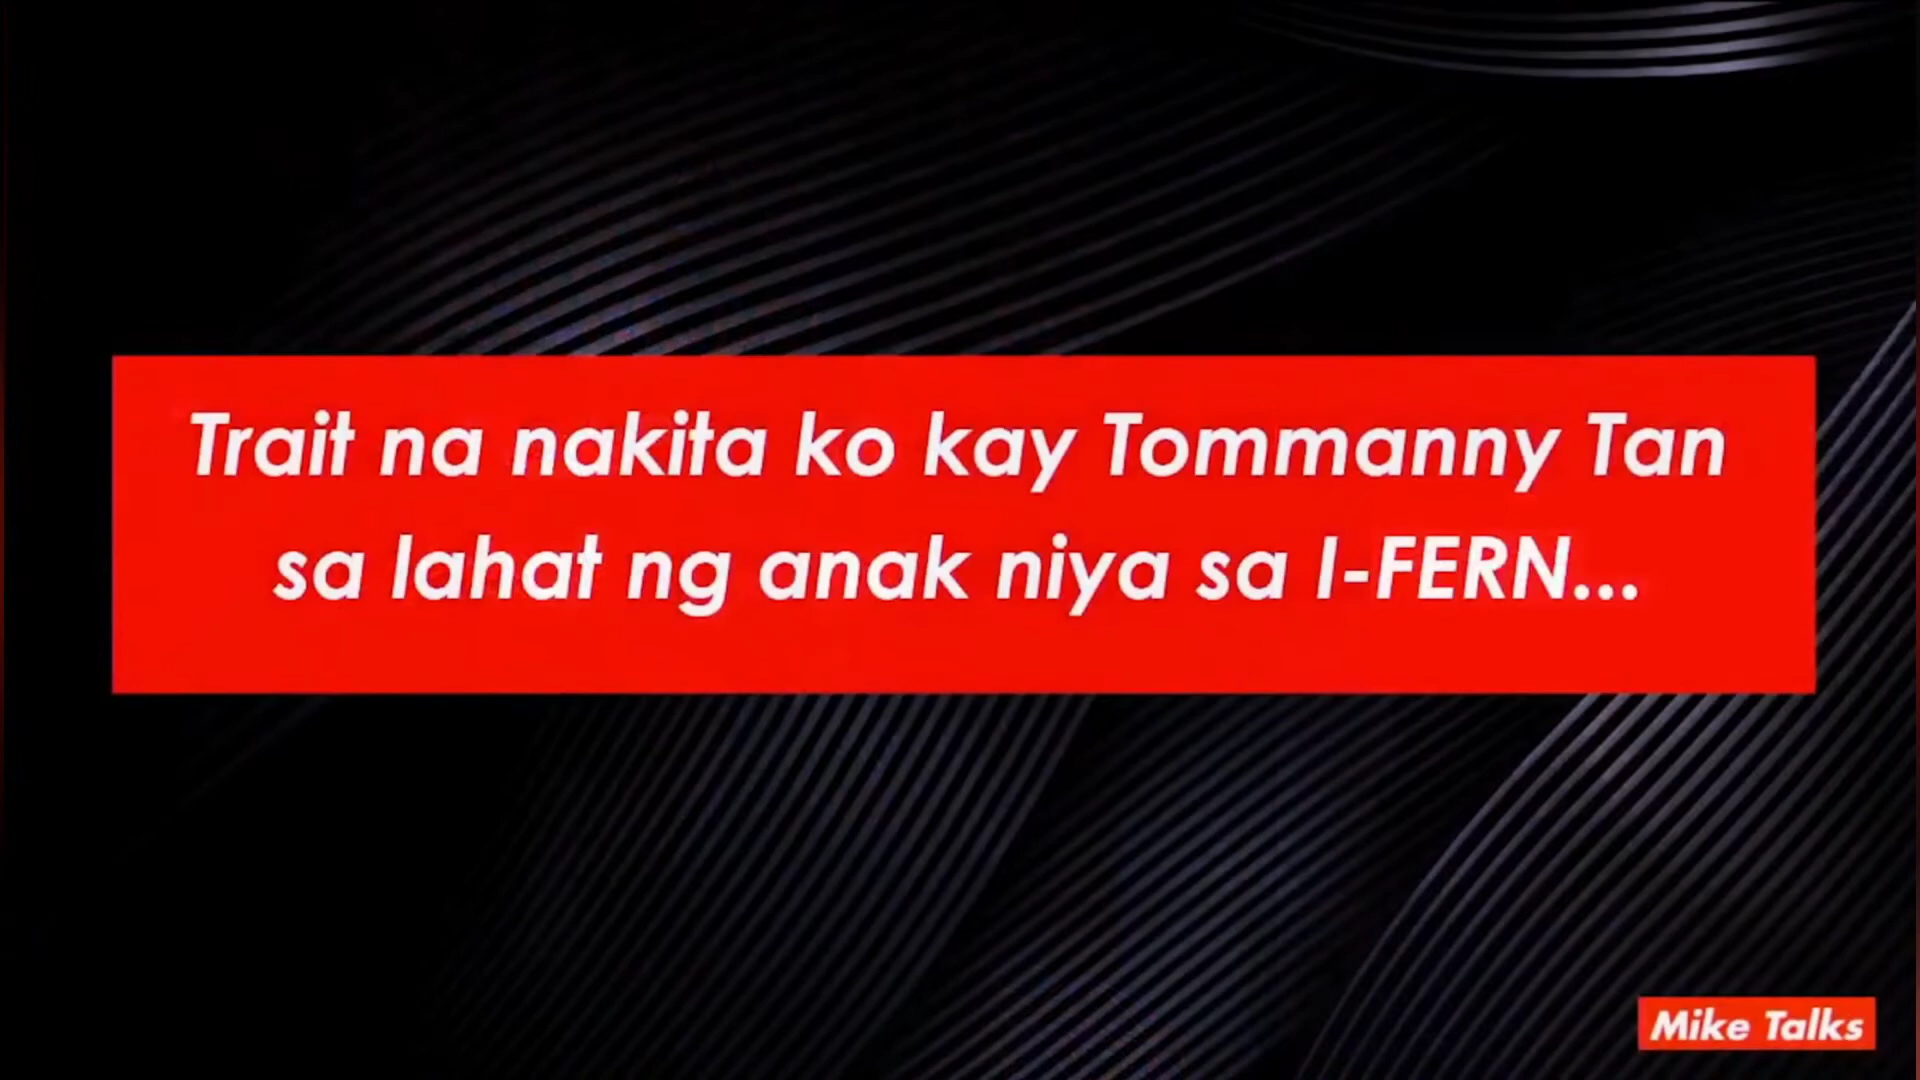 Trait na nakita ko kay Tommanny Tan
sa lahat ng anak niya sa I-FERN...
Mike Talks